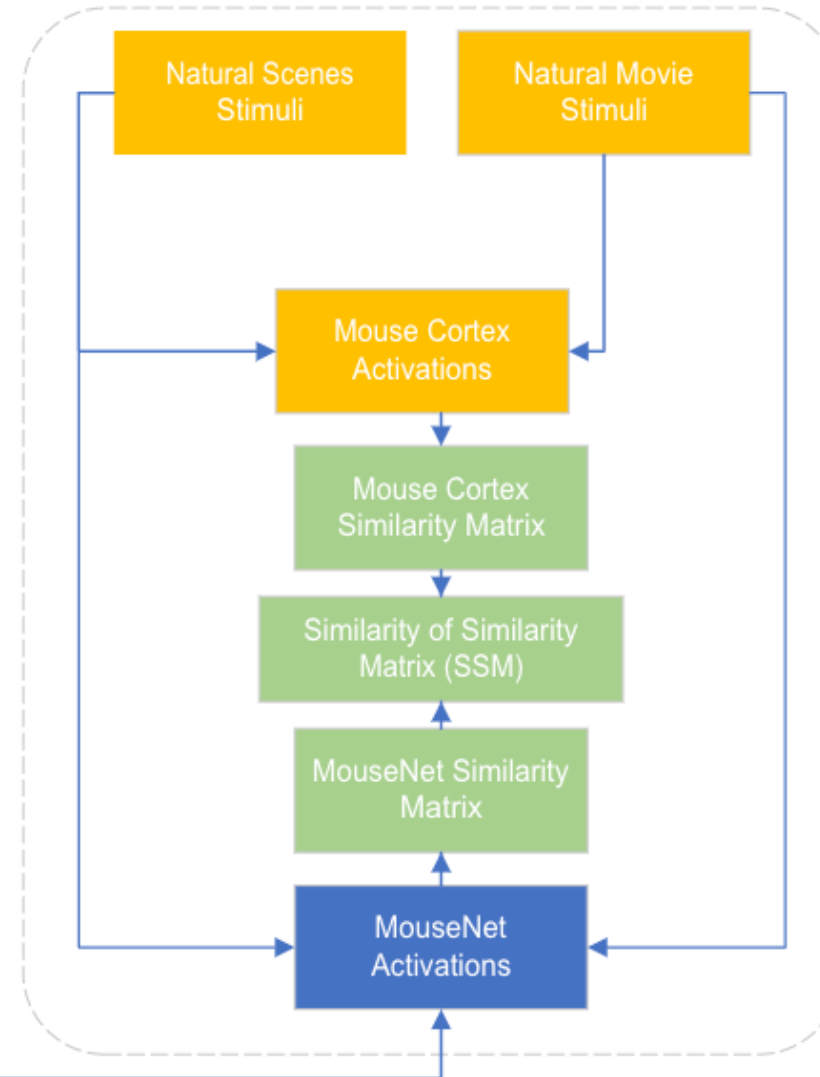 Natural Scenes
Stimuli
Natural Movie
Stimuli
Mouse Cortex
Activations
Mouse Cortex
Similarity Matrix
Similarity of Similarity
Matrix (SSM)
MouseNet Similarity
Matrix
MouseNet
Activations